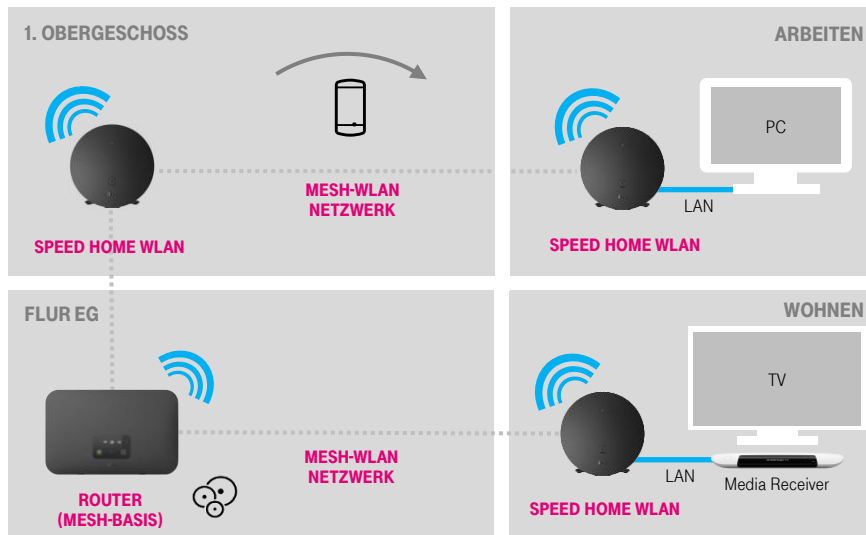 1. OBERGESCHOSS
MESH-WLAN
NETZWERK
SPEED HOME WLAN
ARBEITEN
PC
LAN
SPEED HOME WLAN
FLUR EG
MESH-WLAN
NETZWERK
ROUTER
(MESH-BASIS)
WOHNEN
TV
LAN
Media Receiver
SPEED HOME WLAN